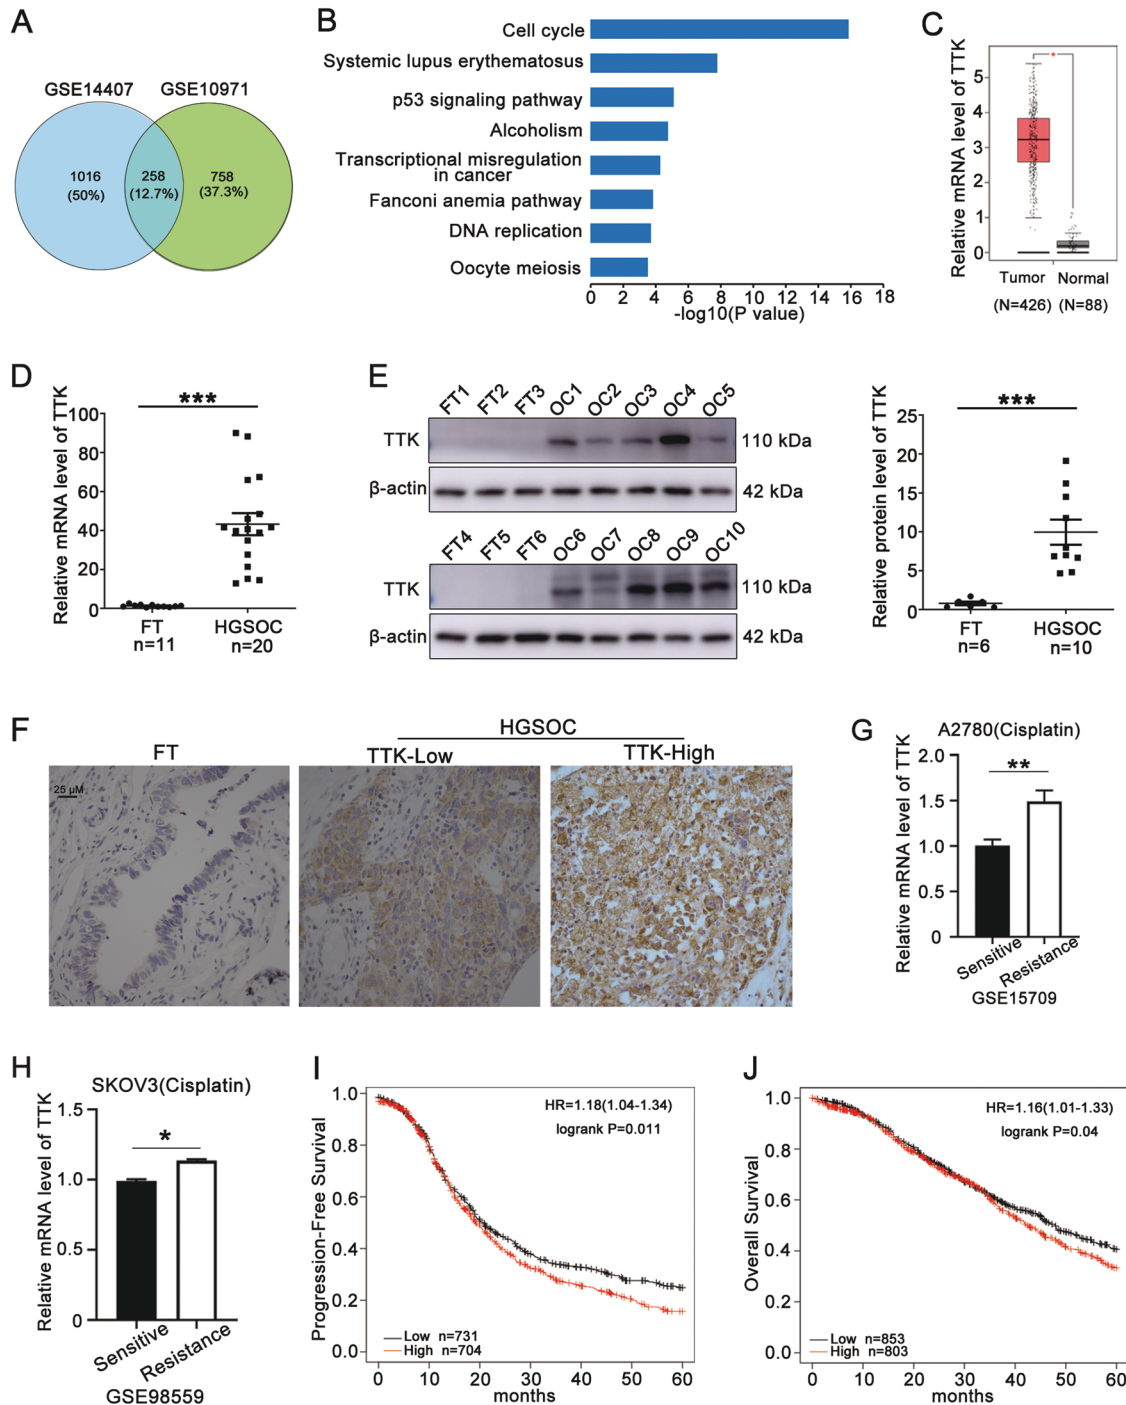 A
GSE14407
GSE10971
1016
(50%)
258
(12.7%)
758
(37.3%)
B
Cell cycle
Systemic lupus erythematosus
p53 signaling pathway
Alcoholism
Transcriptional misregulation
in cancer
Fanconi anemia pathway
DNA replication
Oocyte meiosis
0 2 4 6 8 10 12 14 16 18
-log10(P value)
C
Relative mRNA level of TTK
5
4
3
2
1
0
*
Tumor Normal
(N=426) (N=88)
D
Relative mRNA level of TTK
100
80
60
40
20
0
***
FT HGSOC
n=11 n=20
E
FT1 FT2 FT3 OC1 OC2 OC3 OC4 OC5
TTK 110 kDa
β-actin 42 kDa
FT4 FT5 FT6 OC6 OC7 OC8 OC9 OC10
TTK 110 kDa
β-actin 42 kDa
Relative protein level of TTK
25
20
15
10
5
0
***
FT HGSOC
n=6 n=10
F
HGSOC
FT TTK-Low TTK-High
25 μM
G
A2780(Cisplatin)
Relative mRNA level of TTK
2.0
1.5
1.0
0.5
0
**
Sensitive Resistance
GSE15709
H
SKOV3(Cisplatin)
Relative mRNA level of TTK
1.5
1.0
0.5
0
*
Sensitive Resistance
GSE98559
I
Progression-Free Survival
1.0
0.8
0.6
0.4
0.2
0.0
HR=1.18(1.04-1.34)
logrank P=0.011
Low n=731
High n=704
0 10 20 30 40 50 60
months
J
Overall Survival
1.0
0.8
0.6
0.4
0.2
0.0
HR=1.16(1.01-1.33)
logrank P=0.04
Low n=853
High n=803
0 10 20 30 40 50 60
months